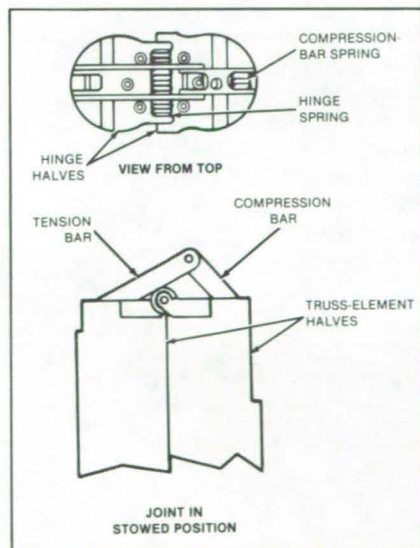 COMPRESSION-
BAR SPRING
HINGE
SPRING
HINGE
HALVES
VIEW FROM TOP
TENSION
BAR
COMPRESSION
BAR
TRUSS-ELEMENT
HALVES
JOINT IN
STOWED POSITION